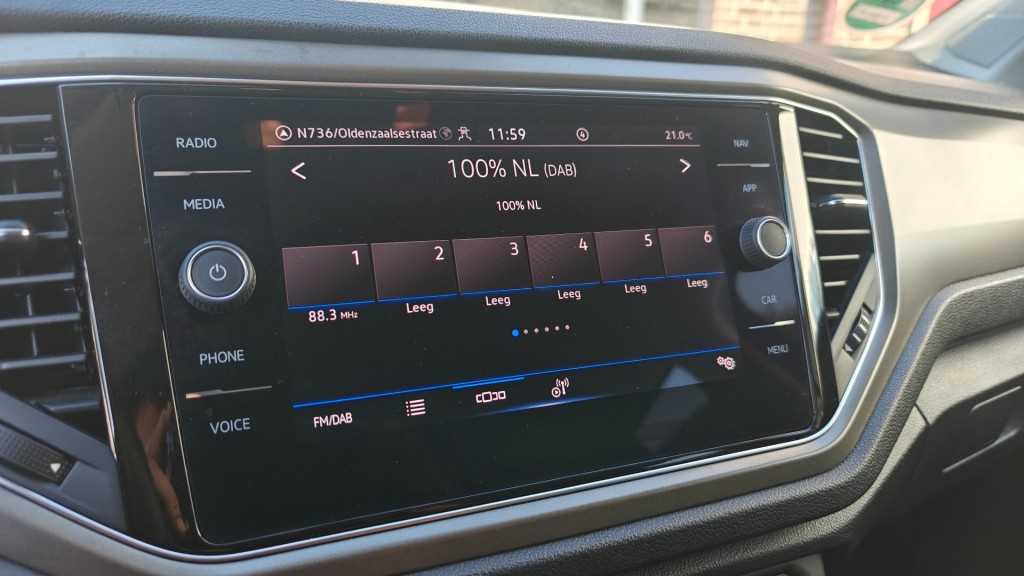 RADIO
MEDIA
PHONE
VOICE
N736/Oldenzaalsestraat 11:59 4 21.0°C
< 100% NL (DAB) >
100% NL
1 2 3 4 5 6
88.3 MHz Leeg Leeg Leeg Leeg Leeg
FM/DAB
NAV
APP
CAR
MENU